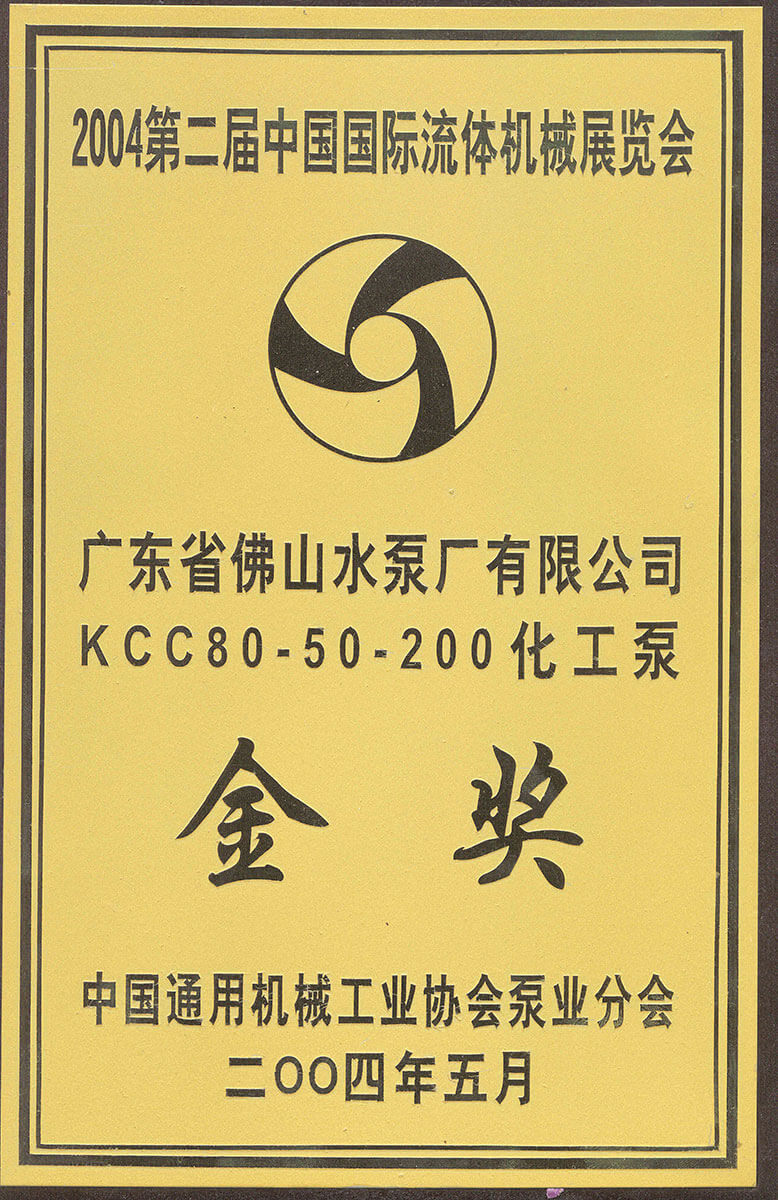 2004第二届中国国际流体机械展览会
广东省佛山水泵厂有限公司
KCC80-50-200化工泵
金奖
中国通用机械工业协会泵业分会
二〇〇四年五月